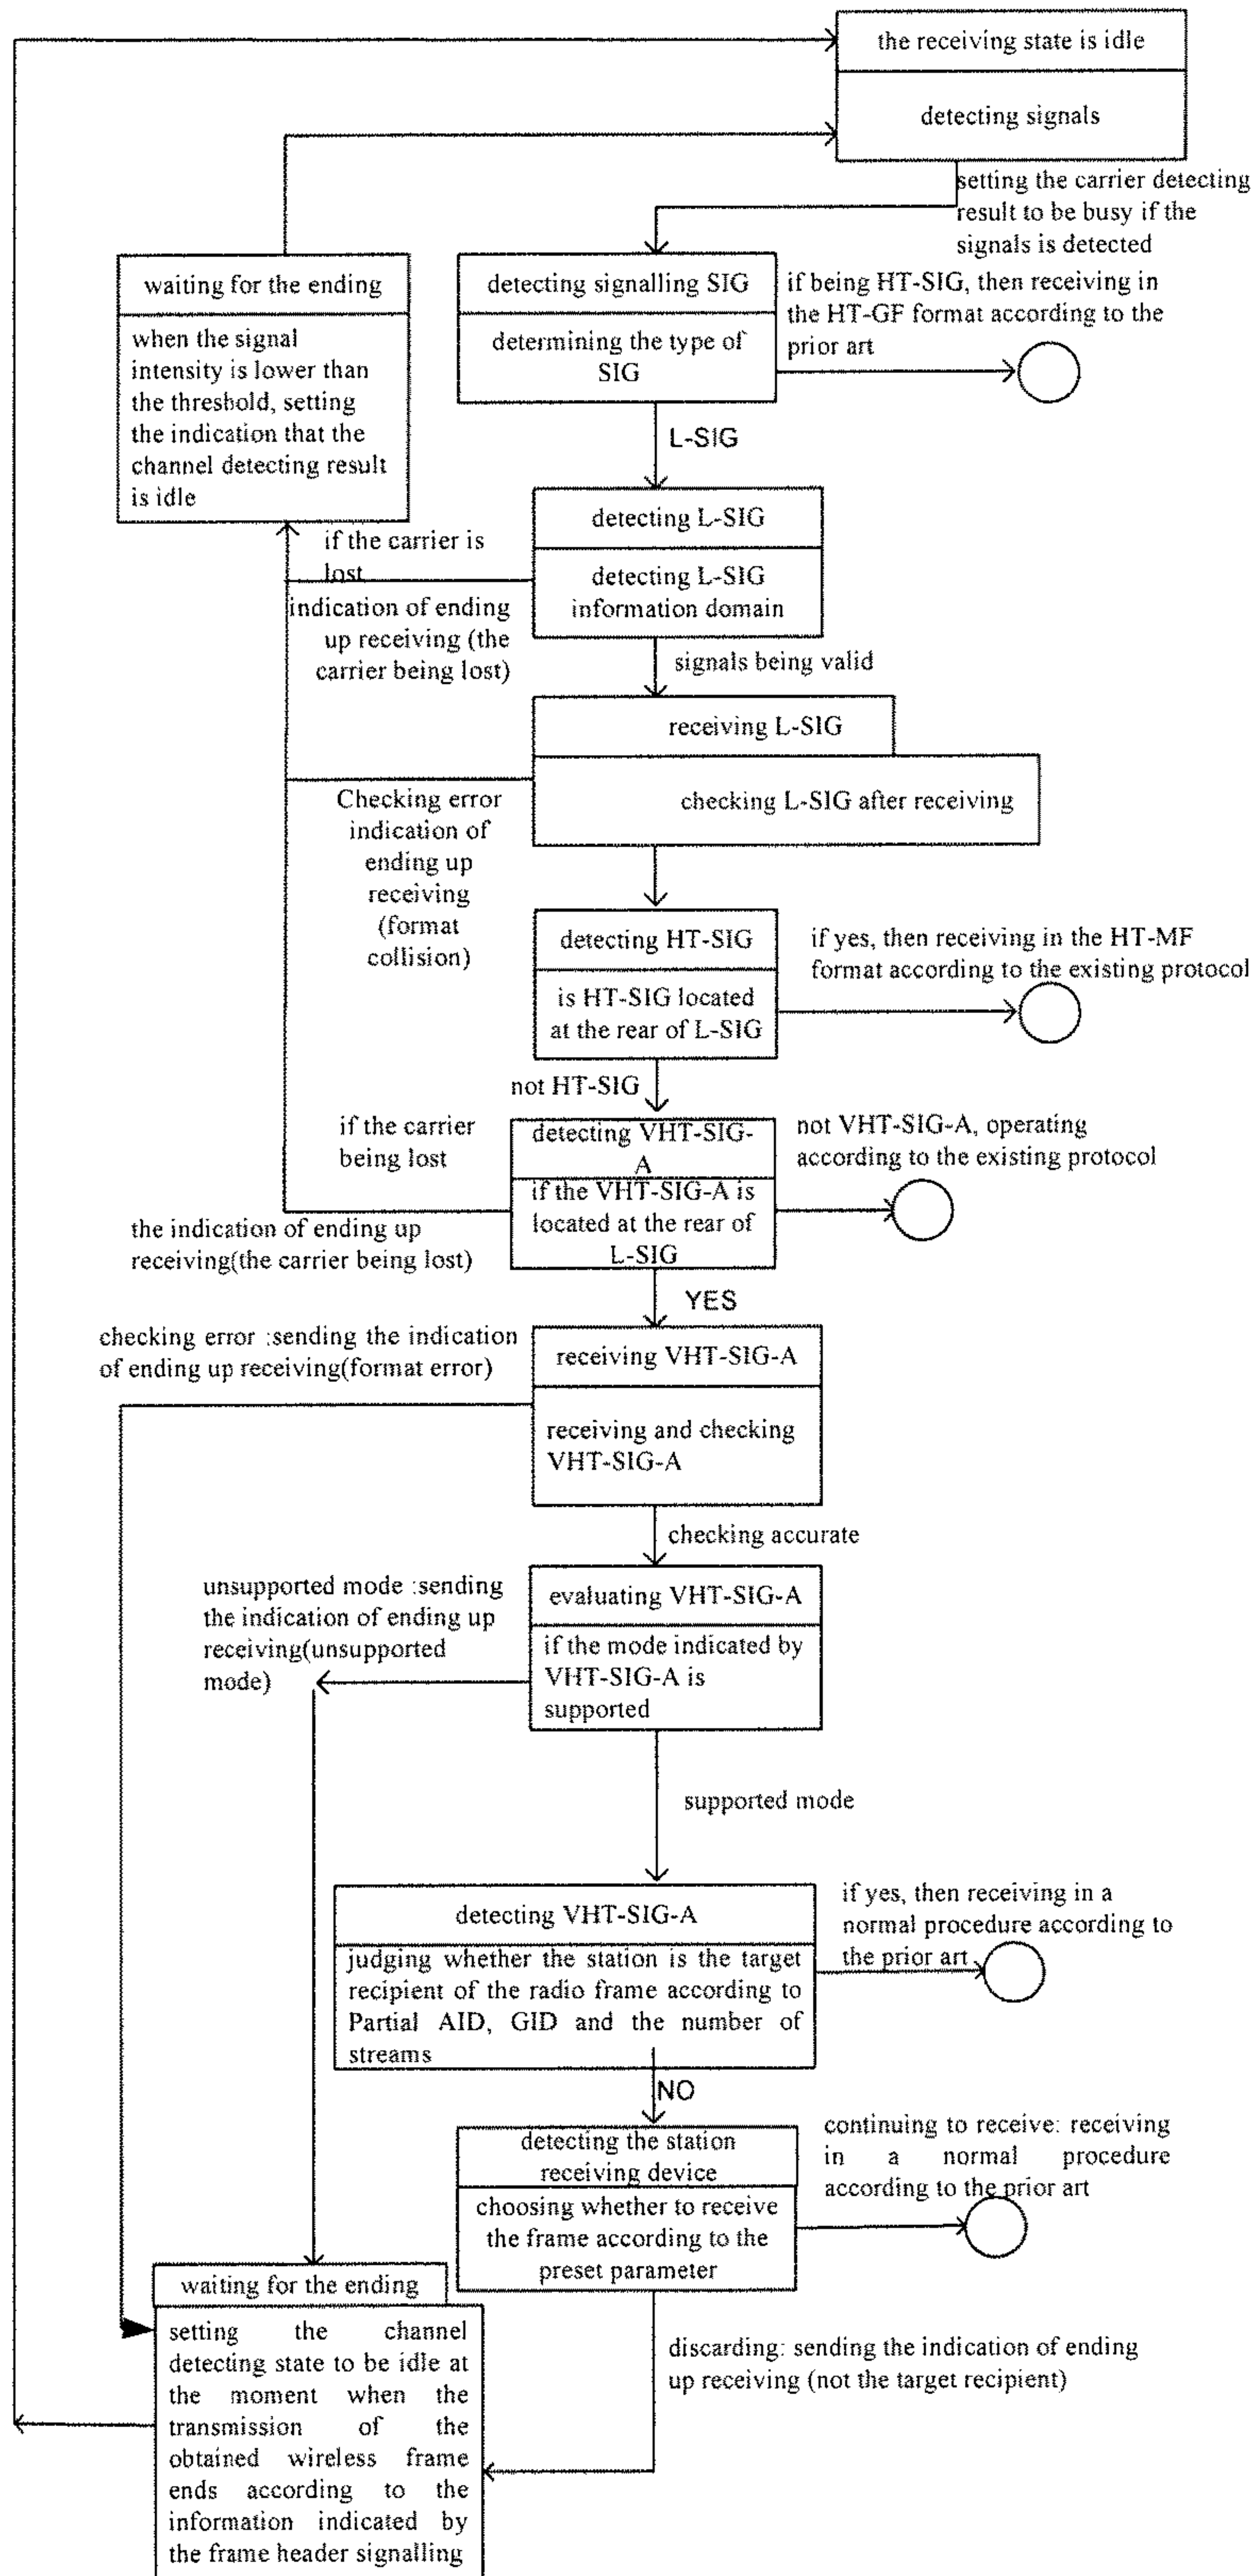 the receiving state is idle
detecting signals
setting the carrier detecting
result to be busy if the
signals is detected
waiting for the ending
when the signal
intensity is lower than
the threshold, setting
the indication that the
channel detecting result
is idle
detecting signalling SIG
determining the type of
SIG
if being HT-SIG, then receiving in
the HT-GF format according to the
prior art
L-SIG
detecting L-SIG
detecting L-SIG
information domain
if the carrier is
lost
indication of ending
up receiving (the
carrier being lost)
signals being valid
receiving L-SIG
checking L-SIG after receiving
Checking error
indication of
ending up
receiving
(format
collision)
detecting HT-SIG
is HT-SIG located
at the rear of L-SIG
if yes, then receiving in the HT-MF
format according to the existing protocol
not HT-SIG
if the carrier
being lost
detecting VHT-SIG-
A
if the VHT-SIG-A is
located at the rear of
L-SIG
not VHT-SIG-A, operating
according to the existing protocol
the indication of ending up
receiving(the carrier being lost)
YES
checking error :sending the indication
of ending up receiving(format error)
receiving VHT-SIG-A
receiving and checking
VHT-SIG-A
checking accurate
unsupported mode :sending
the indication of ending up
receiving(unsupported
mode)
evaluating VHT-SIG-A
if the mode indicated by
VHT-SIG-A is
supported
supported mode
detecting VHT-SIG-A
judging whether the station is the target
recipient of the radio frame according to
Partial AID, GID and the number of
streams
if yes, then receiving in a
normal procedure according to
the prior art
NO
detecting the station
receiving device
choosing whether to receive
the frame according to the
preset parameter
continuing to receive: receiving
in a normal procedure
according to the prior art
waiting for the ending
setting the channel
detecting state to be idle at
the moment when the
transmission of the
obtained wireless frame
ends according to the
information indicated by
the frame header signalling
discarding: sending the indication of ending
up receiving (not the target recipient)